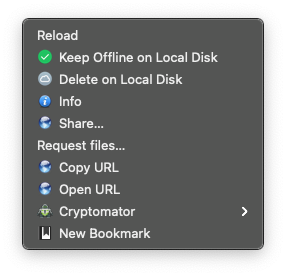 Reload
Keep Offline on Local Disk
Delete on Local Disk
Info
Share...
Request files...
Copy URL
Open URL
Cryptomator
New Bookmark